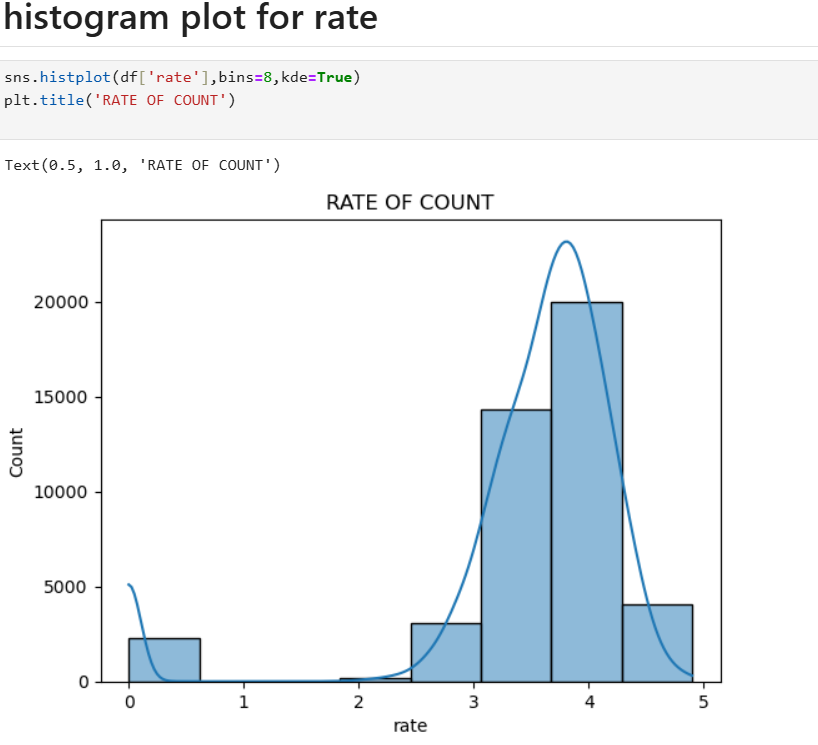 histogram plot for rate
sns.histplot(df['rate'],bins=8,kde=True)
plt.title('RATE OF COUNT')
Text(0.5, 1.0, 'RATE OF COUNT')
RATE OF COUNT
20000
15000
10000
5000
0
Count
0 1 2 3 4 5
rate